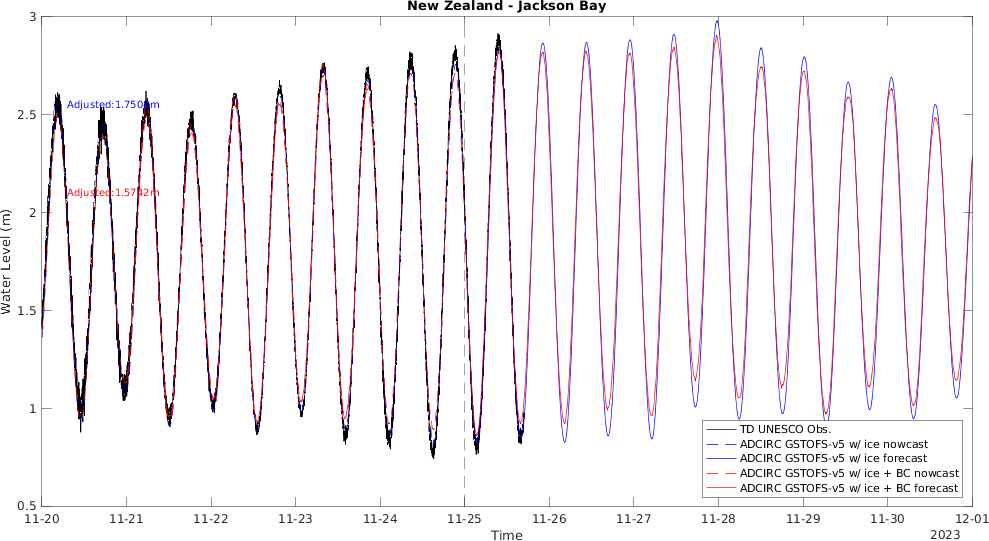 New Zealand - Jackson Bay
Water Level (m)
3
2.5
2
1.5
1
0.5
Adjusted:1.750 m
Adjusted:1.5742m
TD UNESCO Obs.
ADCIRC GSTOFS-v5 w/ ice nowcast
ADCIRC GSTOFS-v5 w/ ice forecast
ADCIRC GSTOFS-v5 w/ ice + BC nowcast
ADCIRC GSTOFS-v5 w/ ice + BC forecast
11-20 11-21 11-22 11-23 11-24 11-25 11-26 11-27 11-28 11-29 11-30 12-01
Time
2023